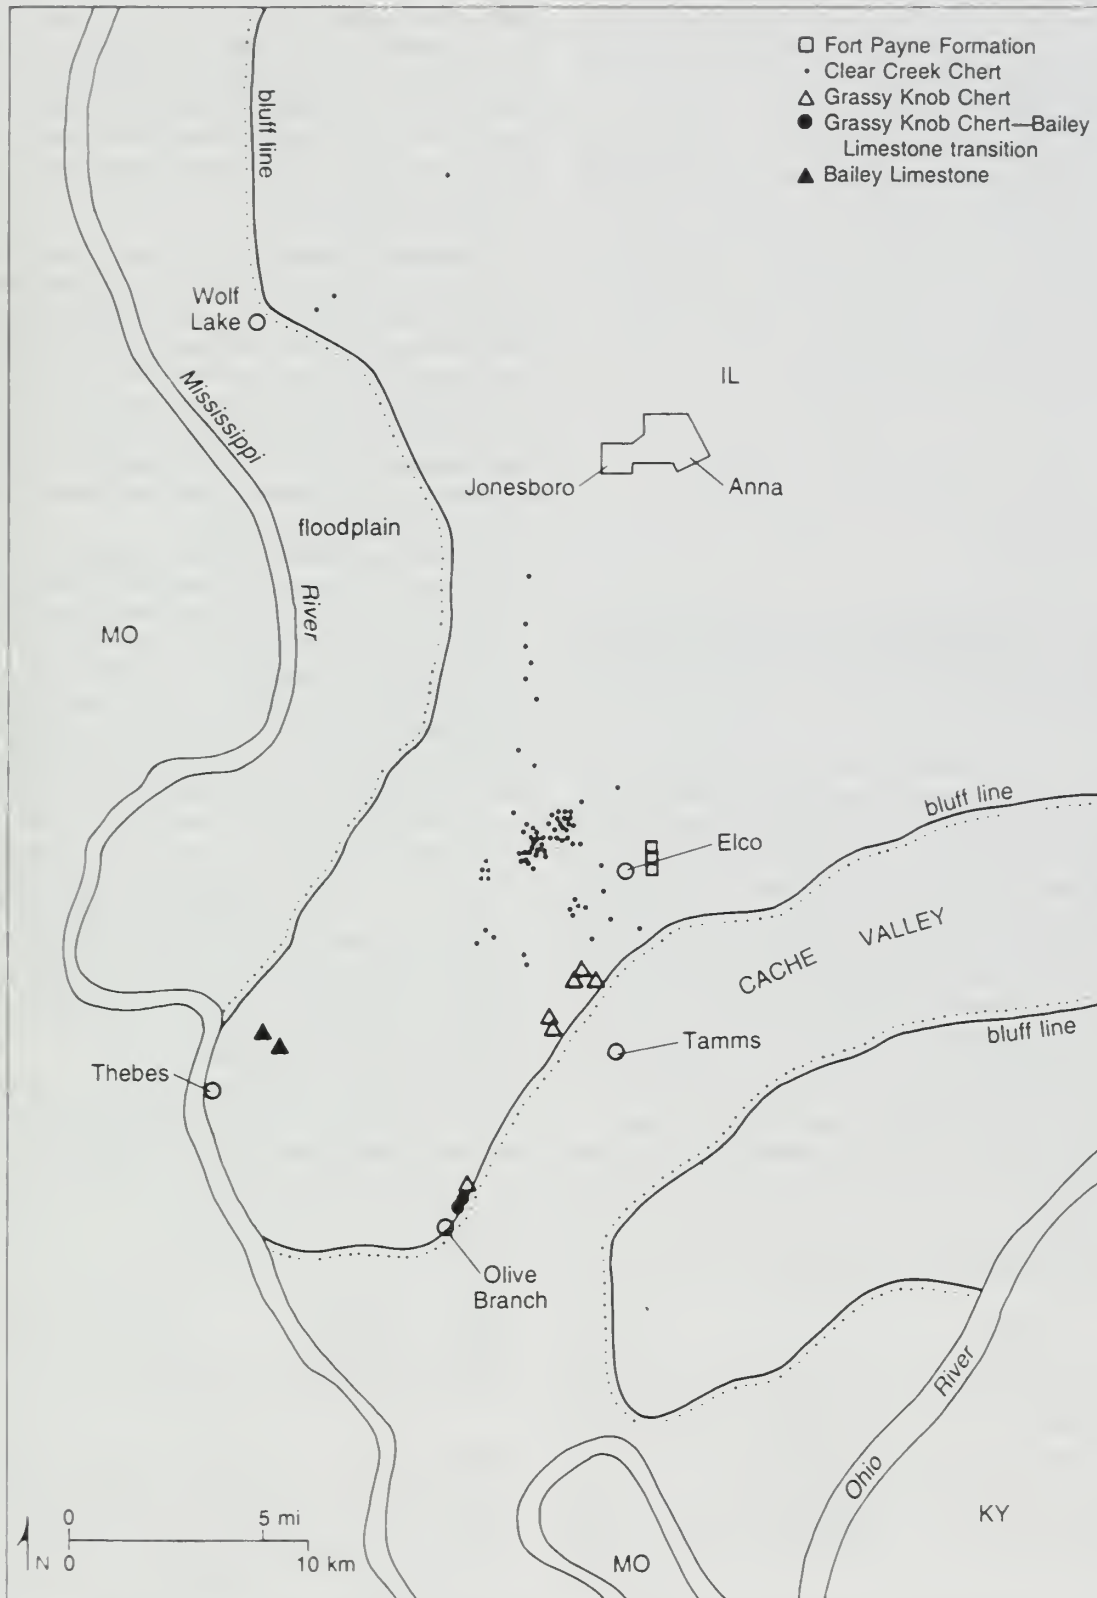 Fort Payne Formation
Clear Creek Chert
Grassy Knob Chert
Grassy Knob Chert—Bailey
Limestone transition
Bailey Limestone
bluff line
Wolf
Lake
IL
Mississippi
River
Jonesboro
Anna
floodplain
MO
bluff line
Elco
CACHE VALLEY
bluff line
Tamms
Thebes
Olive
Branch
Ohio
River
KY
MO
0 5 mi
N 0 10 km